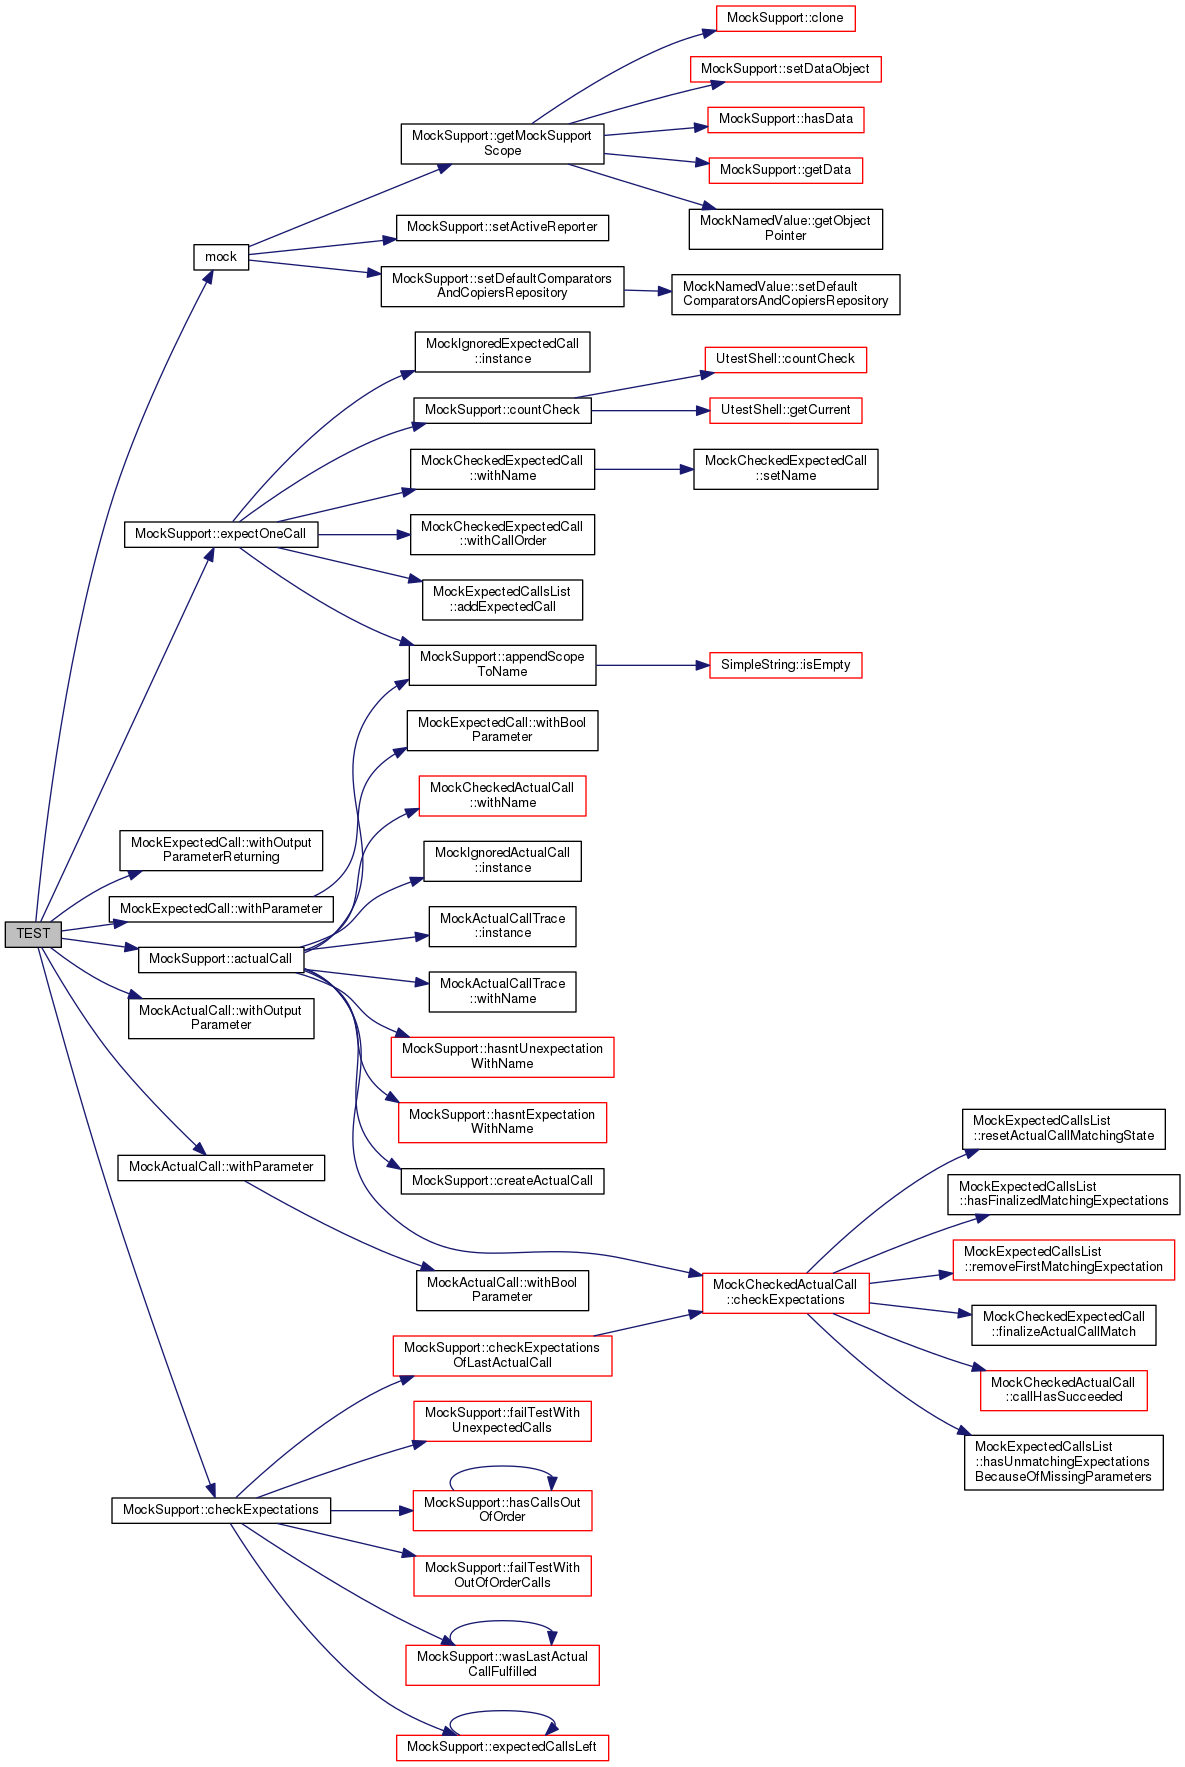 MockSupport::clone
MockSupport::setDataObject
MockSupport::hasData
MockSupport::getMockSupport
Scope
MockSupport::getData
MockNamedValue::getObject
Pointer
MockSupport::setActiveReporter
mock
MockSupport::setDefaultComparators
AndCopiersRepository
MockNamedValue::setDefault
ComparatorsAndCopiersRepository
MockIgnoredExpectedCall
::instance
UtestShell::countCheck
MockSupport::countCheck
UtestShell::getCurrent
MockCheckedExpectedCall
::withName
MockCheckedExpectedCall
::setName
MockSupport::expectOneCall
MockCheckedExpectedCall
::withCallOrder
MockExpectedCallsList
::addExpectedCall
MockSupport::appendScope
ToName
SimpleString::isEmpty
MockExpectedCall::withBool
Parameter
MockCheckedActualCall
::withName
MockExpectedCall::withOutput
ParameterReturning
MockIgnoredActualCall
::instance
MockExpectedCall::withParameter
TEST
MockActualCallTrace
::instance
MockSupport::actualCall
MockActualCallTrace
::withName
MockActualCall::withOutput
Parameter
MockSupport::hasntUnexpectation
WithName
MockSupport::hasntExpectation
WithName
MockActualCall::withParameter
MockSupport::createActualCall
MockExpectedCallsList
::resetActualCallMatchingState
MockExpectedCallsList
::hasFinalizedMatchingExpectations
MockExpectedCallsList
::removeFirstMatchingExpectation
MockActualCall::withBool
Parameter
MockCheckedActualCall
::checkExpectations
MockCheckedExpectedCall
::finalizeActualCallMatch
MockSupport::checkExpectations
OfLastActualCall
MockCheckedActualCall
::callHasSucceeded
MockSupport::failTestWith
UnexpectedCalls
MockExpectedCallsList
::hasUnmatchingExpectations
BecauseOfMissingParameters
MockSupport::checkExpectations
MockSupport::hasCallsOut
OfOrder
MockSupport::failTestWith
OutOfOrderCalls
MockSupport::wasLastActual
CallFulfilled
MockSupport::expectedCallsLeft